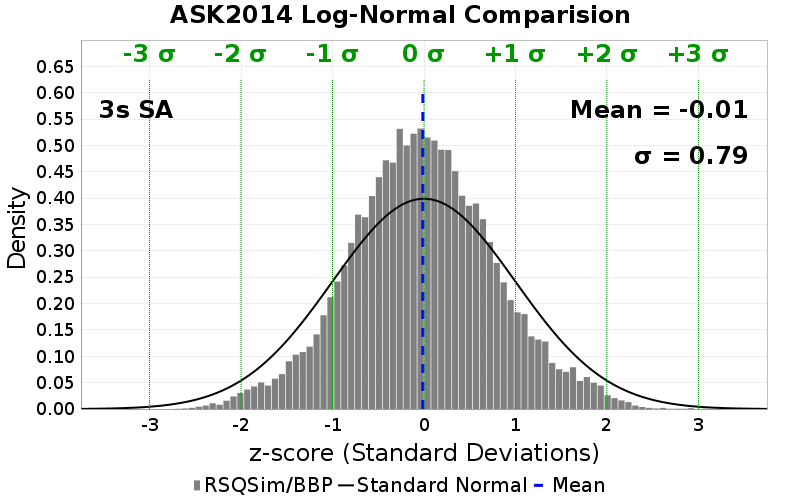 ASK2014 Log-Normal Comparision
-3 σ -2 σ -1 σ 0 σ +1 σ +2 σ +3 σ
3s SA
Mean = -0.01
σ = 0.79
Density
0.65
0.60
0.55
0.50
0.45
0.40
0.35
0.30
0.25
0.20
0.15
0.10
0.05
0.00
-3 -2 -1 0 1 2 3
z-score (Standard Deviations)
RSQSim/BBP Standard Normal Mean